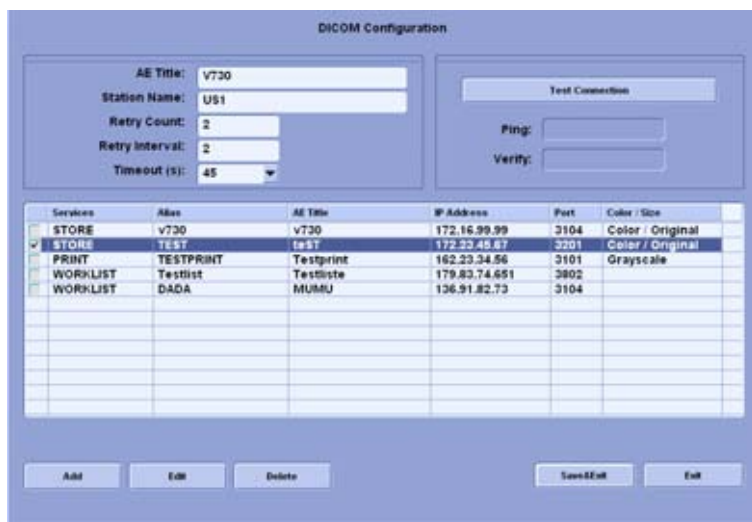 DICOM Configuration
AE Title: V730
Station Name: US1
Retry Count: 2
Retry Interval: 2
Timeout (s): 45
Test Connection
Ping:
Verify:
Services Alias AE Title IP Address Port Color / Size
STORE v730 v730 172.16.99.99 3104 Color / Original
STORE TEST teST 172.23.45.67 3201 Color / Original
PRINT TESTPRINT Testprint 162.23.34.56 3101 Grayscale
WORKLIST Testlist Testliste 179.83.74.651 3802
WORKLIST DADA MUMU 136.91.82.73 3104
Add Edit Delete Save&Exit Exit